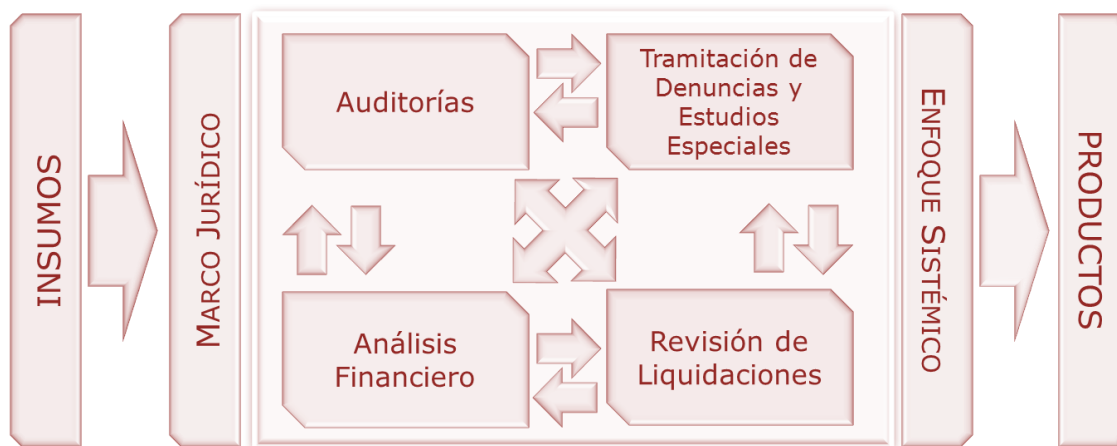 INSUMOS
MARCO JURÍDICO
Auditorías
Tramitación de
Denuncias y
Estudios
Especiales
Análisis
Financiero
Revisión de
Liquidaciones
ENFOQUE SISTÉMICO
PRODUCTOS